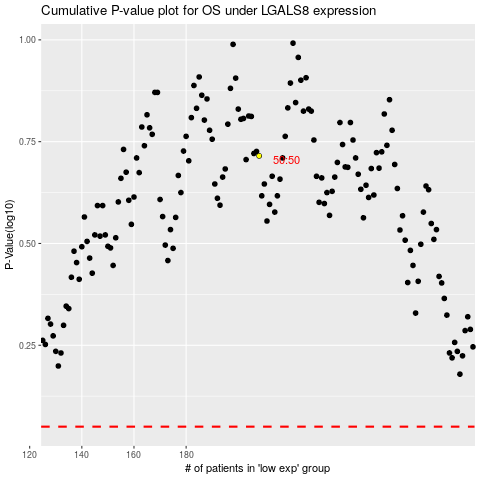 Cumulative P-value plot for OS under LGALS8 expression
1.00
0.75
0.50
0.25
P-Value(log10)
50:50
120 140 160 180
# of patients in 'low exp' group